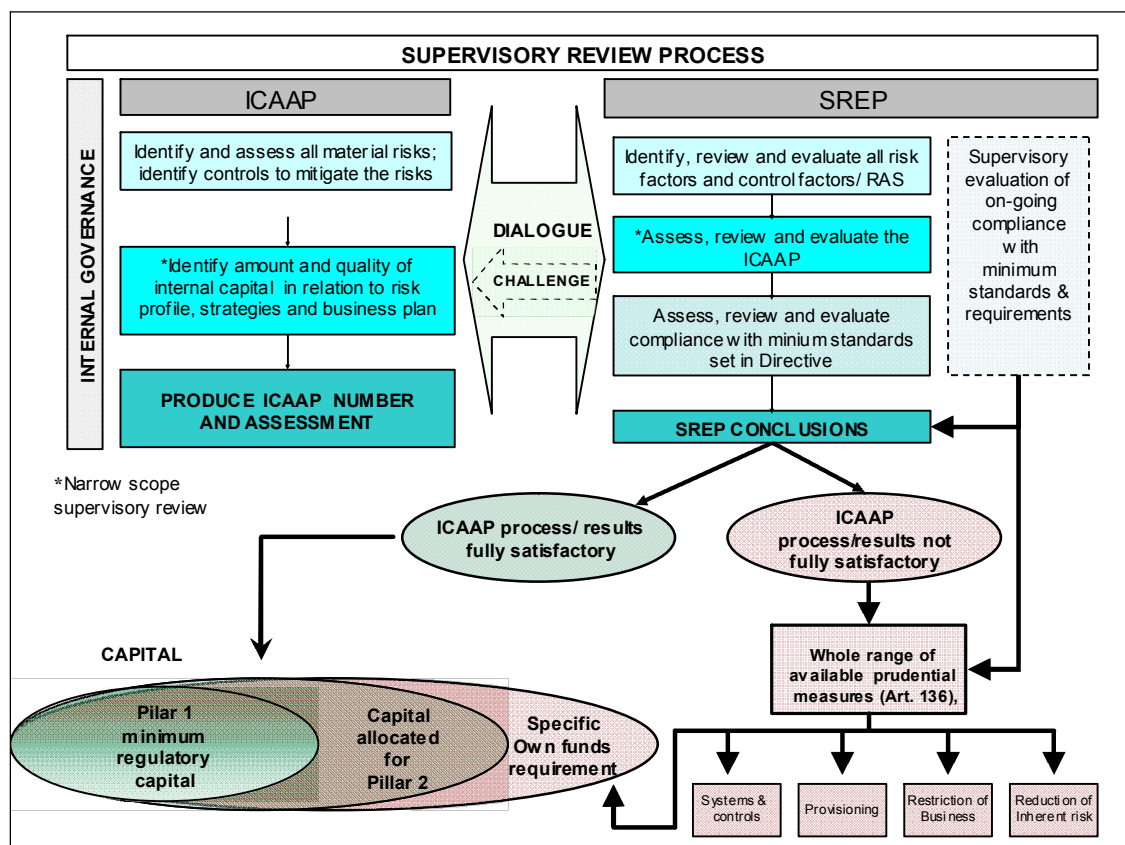 SUPERVISORY REVIEW PROCESS
INTERNAL GOVERNANCE
ICAAP
Identify and assess all material risks;
identify controls to mitigate the risks
*Identify amount and quality of
internal capital in relation to risk
profile, strategies and business plan
PRODUCE ICAAP NUMBER
AND ASSESSMENT
*Narrow scope
supervisory review
DIALOGUE
CHALLENGE
SREP
Identify, review and evaluate all risk
factors and control factors/ RAS
*Assess, review and evaluate the
ICAAP
Assess, review and evaluate
compliance with minium standards
set in Directive
SREP CONCLUSIONS
Supervisory
evaluation of
on-going
compliance
with
minimum
standards &
requirements
ICAAP process/ results
fully satisfactory
ICAAP
process/results not
fully satisfactory
Whole range of
available prudential
measures (Art. 136),
CAPITAL
Pilar 1
minimum
regulatory
capital
Capital
allocated
for
Pillar 2
Specific
Own funds
requirement
Systems &
controls
Provisioning
Restriction of
Business
Reduction of
Inherent risk